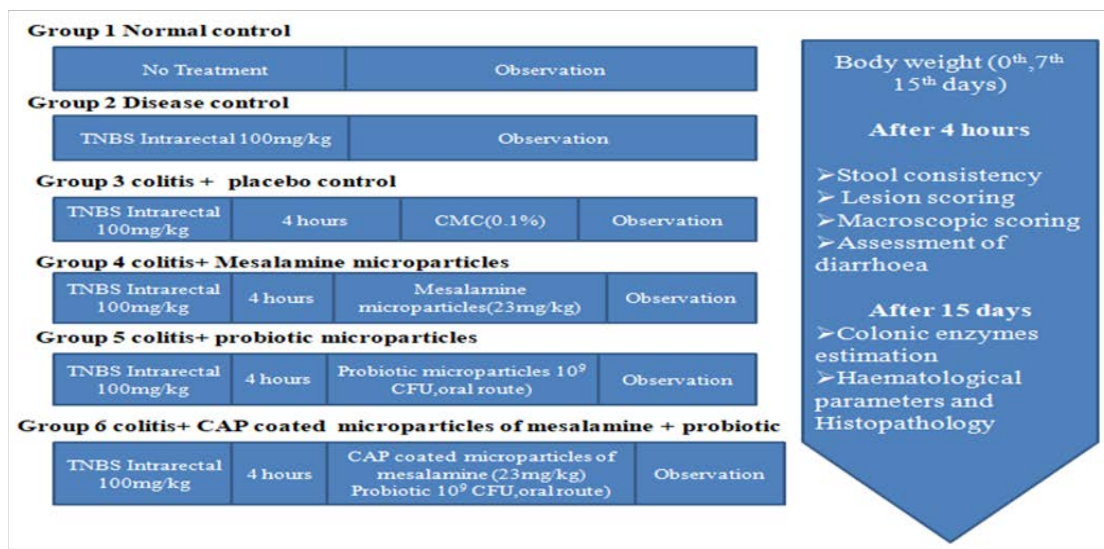 Group 1 Normal control
No Treatment
Observation
Group 2 Disease control
TNBS Intrarectal 100mg/kg
Observation
Group 3 colitis + placebo control
TNBS Intrarectal
100mg/kg
4 hours
CMC(0.1%)
Observation
Group 4 colitis+ Mesalamine microparticles
TNBS Intrarectal
100mg/kg
4 hours
Mesalamine
microparticles(23mg/kg)
Observation
Group 5 colitis+ probiotic microparticles
TNBS Intrarectal
100mg/kg
4 hours
Probiotic microparticles 10⁹
CFU,oral route)
Observation
Group 6 colitis+ CAP coated microparticles of mesalamine + probiotic
TNBS Intrarectal
100mg/kg
4 hours
CAP coated microparticles of
mesalamine (23mg/kg)
Probiotic 10⁹ CFU,oral route)
Observation
Body weight (0ᵗʰ,7ᵗʰ
15ᵗʰ days)
After 4 hours
➢Stool consistency
➢ Lesion scoring
➢Macroscopic scoring
➢Assessment of
diarrhoea
After 15 days
➢Colonic enzymes
estimation
➢Haematological
parameters and
Histopathology